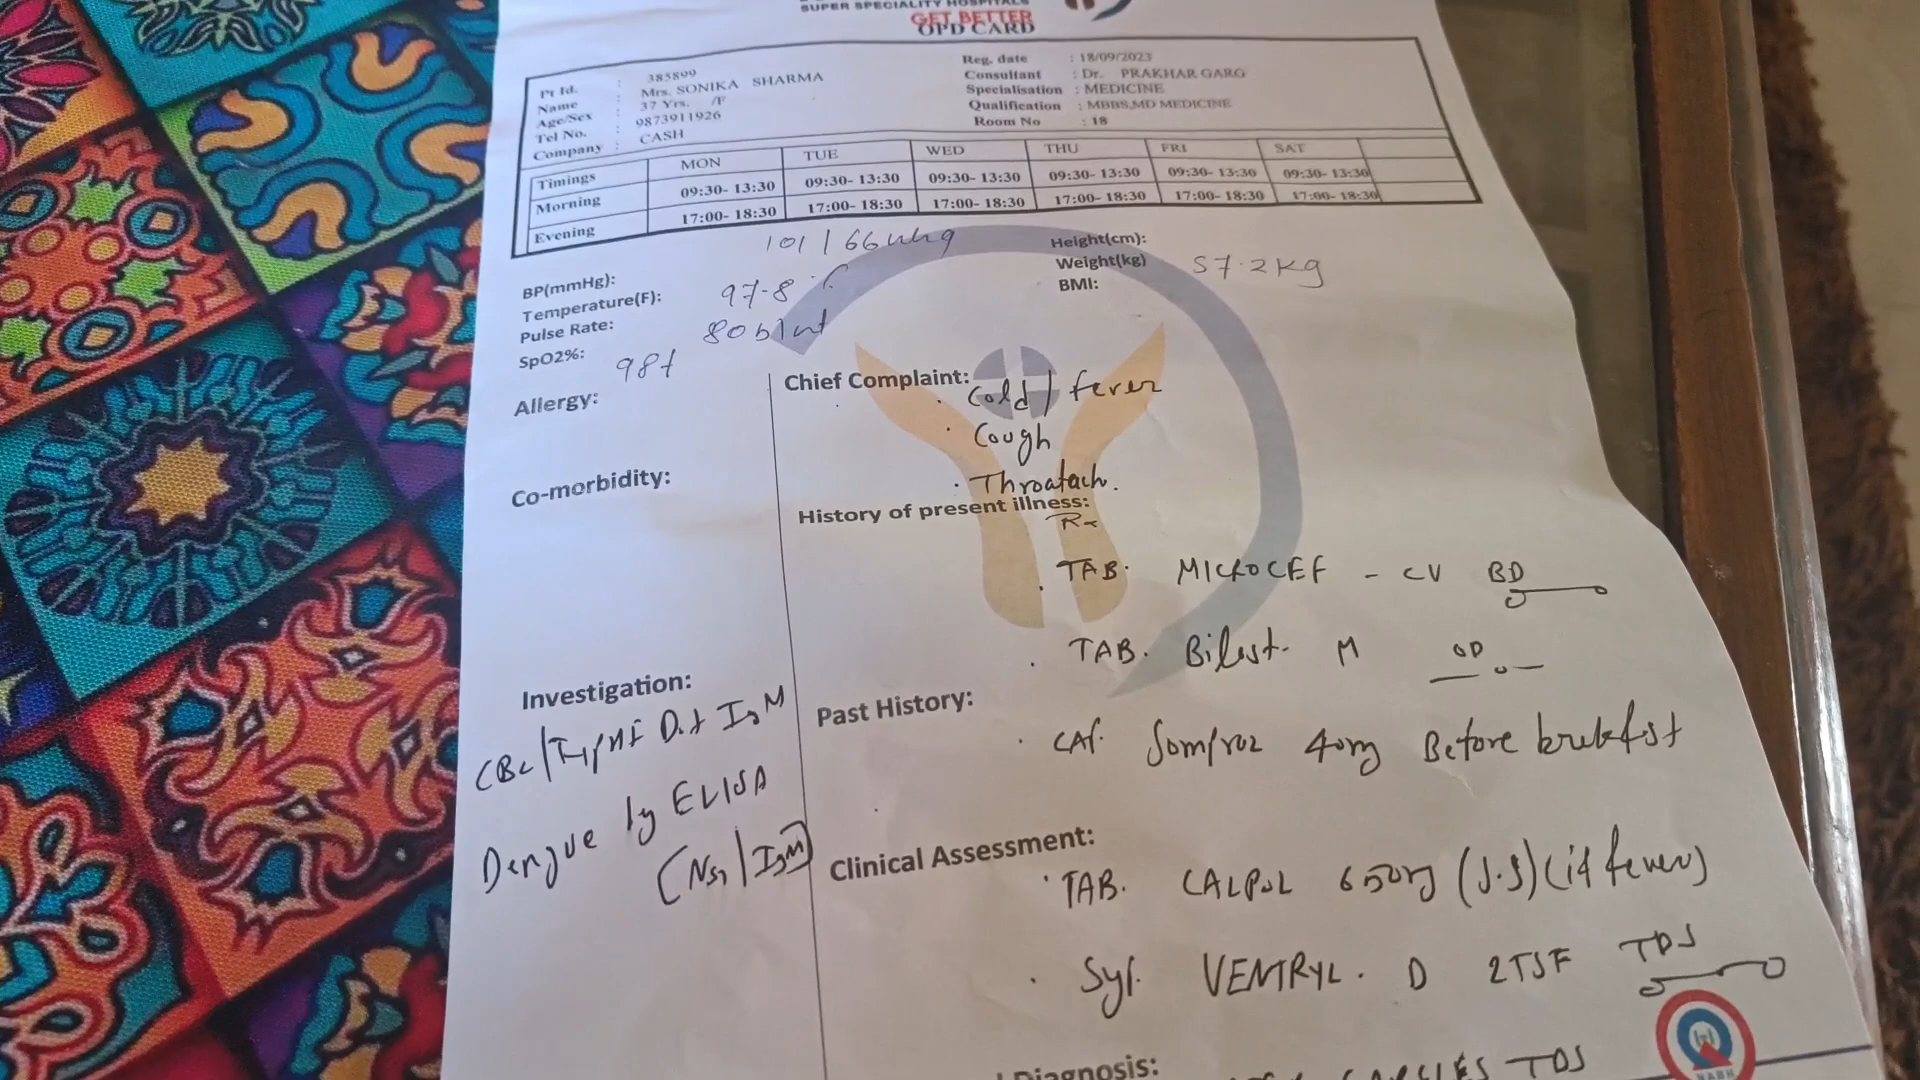 SUPER SPECIALITY HOSPITALS
GET BETTER
OPD CARD
Pt Id. : 385899
Name : Mrs. SONIKA SHARMA
Age/Sex : 37 Yrs. /F
Tel No. : 9873911926
Company : CASH
Reg. date : 18/09/2023
Consultant : Dr. PRAKHAR GARG
Specialisation : MEDICINE
Qualification : MBBS,MD MEDICINE
Room No : 18
Timings MON TUE WED THU FRI SAT
Morning 09:30- 13:30 09:30- 13:30 09:30- 13:30 09:30- 13:30 09:30- 13:30 09:30- 13:30
Evening 17:00- 18:30 17:00- 18:30 17:00- 18:30 17:00- 18:30 17:00- 18:30 17:00- 18:30
BP(mmHg): 101/66
Temperature(F): 97.8
Pulse Rate: 80
SpO2%: 98
Height(cm):
Weight(kg) 57.2 kg
BMI:
Allergy:
Co-morbidity:
Investigation:
CBC/ IgM
Dengue by ELISA
(NS1/IgM)
Chief Complaint:
Cold/fever
Cough
Throatach.
History of present illness:
Rx
TAB. MICROCEF - CV BD
TAB. Bilast. M OD
Past History:
CAP. Sompraz 40mg Before brekfast
Clinical Assessment:
TAB. CALPOL 650mg (if fever)
Syp. VENTRYL. D 2TSF TDS
Diagnosis:
TDS
NABH